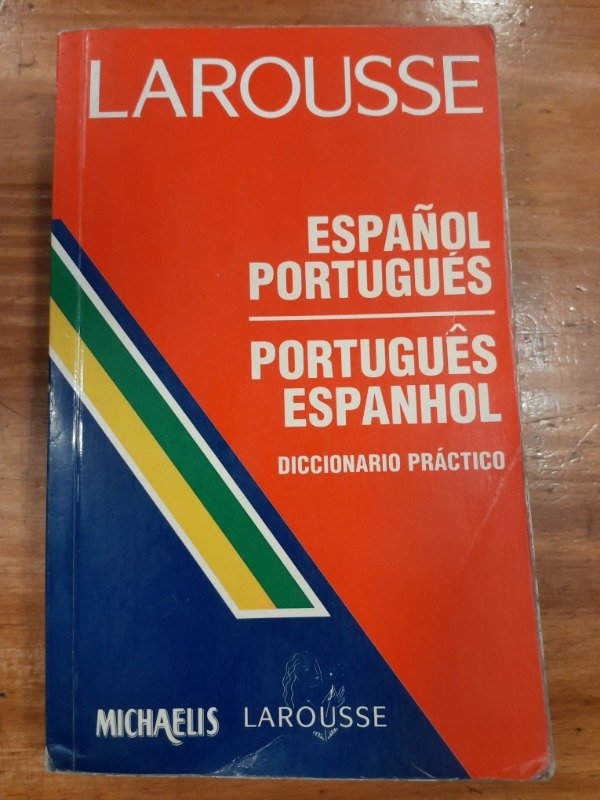 LAROUSSE
ESPAÑOL
PORTUGUÉS
PORTUGUÊS
ESPANHOL
DICCIONARIO PRÁCTICO
MICHAELIS LAROUSSE